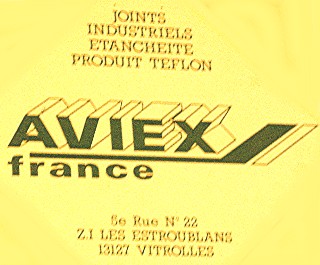 JOINTS
INDUSTRIELS
ETANCHEITE
PRODUIT TEFLON
AVIEX
france
5e Rue N° 22
Z.I LES ESTROUBLANS
13127 VITROLLES